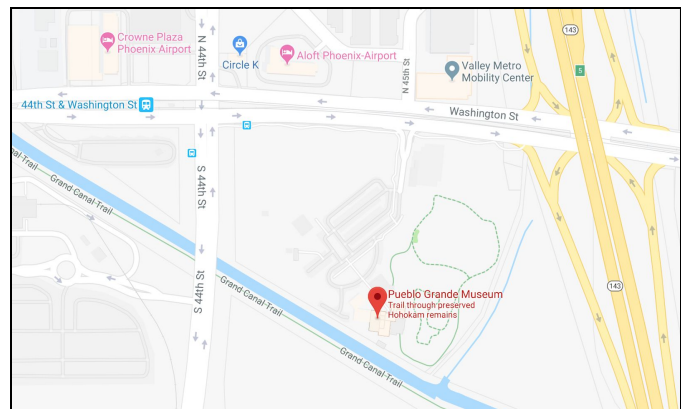 Crowne Plaza
Phoenix Airport
N 44th St
Circle K
Aloft Phoenix-Airport
N 45th St
Valley Metro
Mobility Center
143
5
44th St & Washington St
Washington St
al-Trail
Grand Canal Trail
S 44th St
S 44th St
Grand Canal Trail
Pueblo Grande Museum
Trail through preserved
Hohokam remains
143
Grand Canal Trail